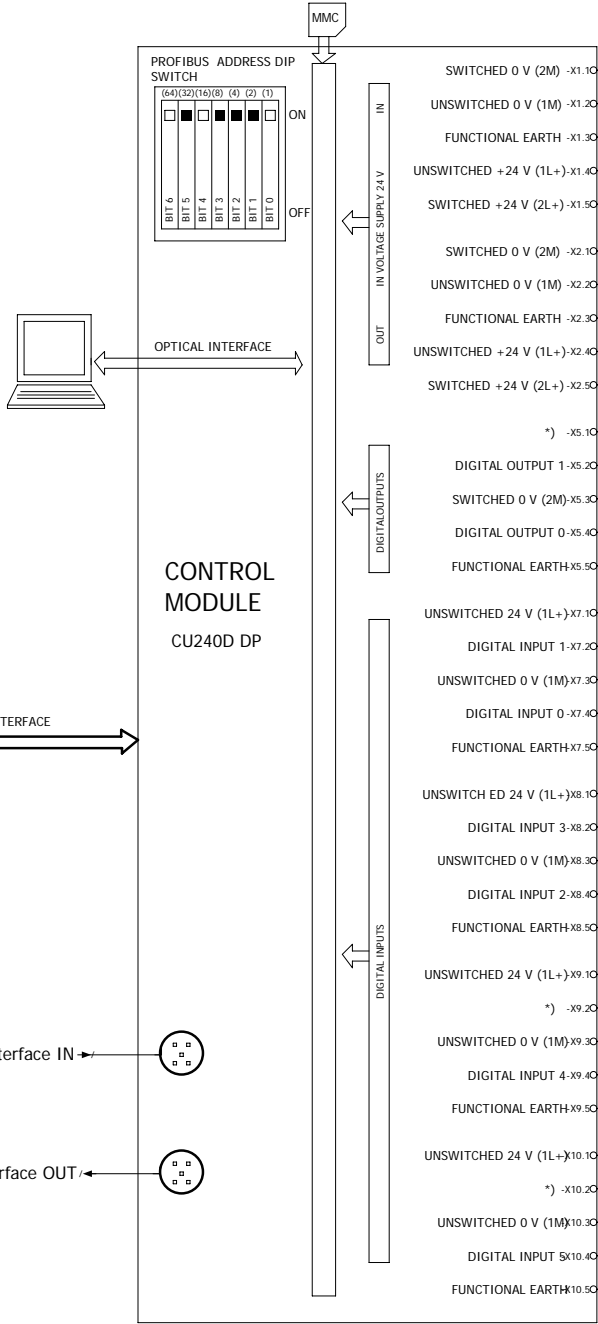 MMC
PROFIBUS ADDRESS DIP
SWITCH
(64)(32)(16)(8) (4) (2) (1)
ON
BIT 6
BIT 5
BIT 4
BIT 3
BIT 2
BIT 1
BIT 0
OFF
IN
IN VOLTAGE SUPPLY 24 V
OUT
SWITCHED 0 V (2M) -X1.1
UNSWITCHED 0 V (1M) -X1.2
FUNCTIONAL EARTH -X1.3
UNSWITCHED +24 V (1L+)-X1.4
SWITCHED +24 V (2L+)-X1.5
SWITCHED 0 V (2M) -X2.1
UNSWITCHED 0 V (1M) -X2.2
FUNCTIONAL EARTH -X2.3
UNSWITCHED +24 V (1L+)-X2.4
SWITCHED +24 V (2L+)-X2.5
OPTICAL INTERFACE
*) -X5.1
DIGITAL OUTPUT 1-X5.2
SWITCHED 0 V (2M)-X5.3
DIGITAL OUTPUT 0-X5.4
FUNCTIONAL EARTH-X5.5
DIGITALOUTPUTS
CONTROL
MODULE
CU240D DP
UNSWITCHED 24 V (1L+)-X7.1
DIGITAL INPUT 1-X7.2
UNSWITCHED 0 V (1M)-X7.3
DIGITAL INPUT 0-X7.4
FUNCTIONAL EARTH-X7.5
TERFACE
UNSWITCH ED 24 V (1L+)-X8.1
DIGITAL INPUT 3-X8.2
UNSWITCHED 0 V (1M)-X8.3
DIGITAL INPUT 2-X8.4
FUNCTIONAL EARTH-X8.5
DIGITAL INPUTS
UNSWITCHED 24 V (1L+)-X9.1
*) -X9.2
UNSWITCHED 0 V (1M)-X9.3
DIGITAL INPUT 4-X9.4
FUNCTIONAL EARTH-X9.5
terface IN
UNSWITCHED 24 V (1L+)-X10.1
*) -X10.2
UNSWITCHED 0 V (1M)-X10.3
DIGITAL INPUT 5-X10.4
FUNCTIONAL EARTH-X10.5
rface OUT